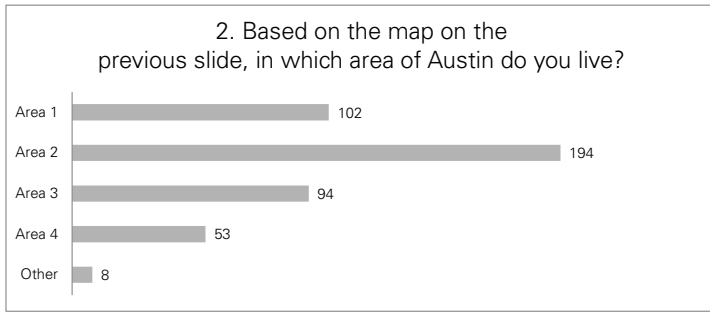 2. Based on the map on the
previous slide, in which area of Austin do you live?
Area 1 102
Area 2 194
Area 3 94
Area 4 53
Other 8